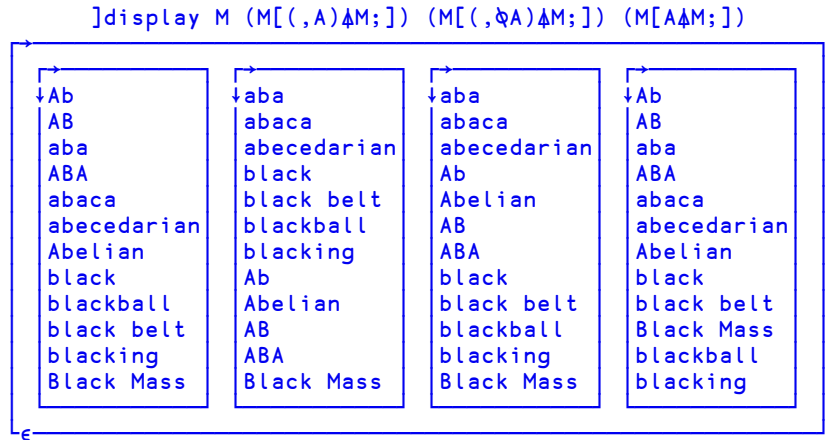 ]display M (M[(,A)⍋M;]) (M[(,⍉A)⍋M;]) (M[A⍋M;])
┌→────────────────────────────────────────────────────────────┐
│ ┌→───────────┐ ┌→───────────┐ ┌→───────────┐ ┌→───────────┐ │
│ ↓Ab          │ ↓aba         │ ↓aba         │ ↓Ab          │ │
│ │AB          │ │abaca       │ │abaca       │ │AB          │ │
│ │aba         │ │abecedarian │ │abecedarian │ │aba         │ │
│ │ABA         │ │black       │ │Ab          │ │ABA         │ │
│ │abaca       │ │black belt  │ │Abelian     │ │abaca       │ │
│ │abecedarian │ │blackball   │ │AB          │ │abecedarian │ │
│ │Abelian     │ │blacking    │ │ABA         │ │Abelian     │ │
│ │black       │ │Ab          │ │black       │ │black       │ │
│ │blackball   │ │Abelian     │ │black belt  │ │black belt  │ │
│ │black belt  │ │AB          │ │blackball   │ │Black Mass  │ │
│ │blacking    │ │ABA         │ │blacking    │ │blackball   │ │
│ │Black Mass  │ │Black Mass  │ │Black Mass  │ │blacking    │ │
│ └────────────┘ └────────────┘ └────────────┘ └────────────┘ │
└∊────────────────────────────────────────────────────────────┘